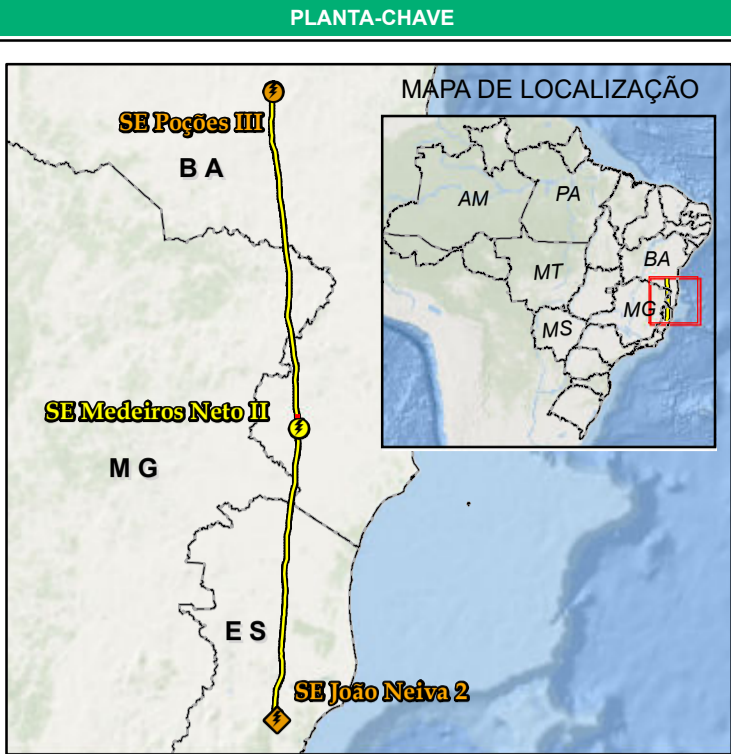 PLANTA-CHAVE
MAPA DE LOCALIZAÇÃO
SE Poções III
B A
AM
PA
BA
MT
MG
MS
SE Medeiros Neto II
M G
E S
SE João Neiva 2